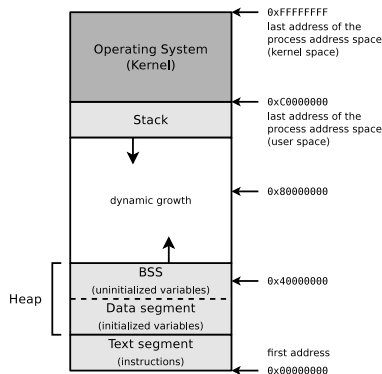 0xFFFFFFFF
last address of the
process address space
(kernel space)
Operating System
(Kernel)
0xC0000000
last address of the
process address space
(user space)
Stack
dynamic growth
0x80000000
Heap
BSS
(uninitialized variables)
0x40000000
Data segment
(initialized variables)
Text segment
(instructions)
first address
0x00000000